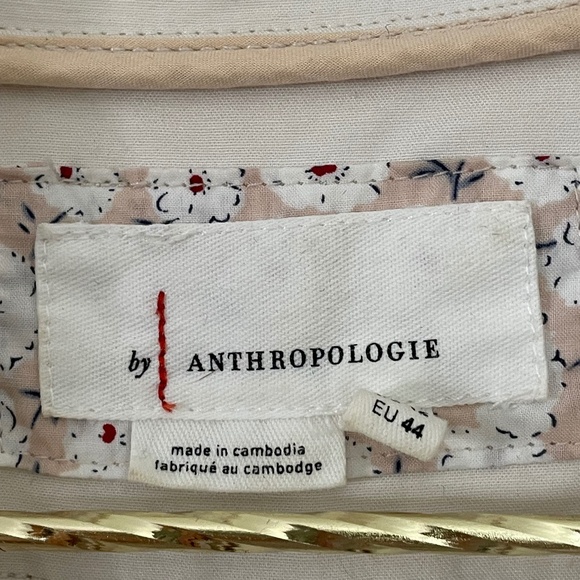 by ANTHROPOLOGIE
EU 44
made in cambodia
fabriqué au cambodge